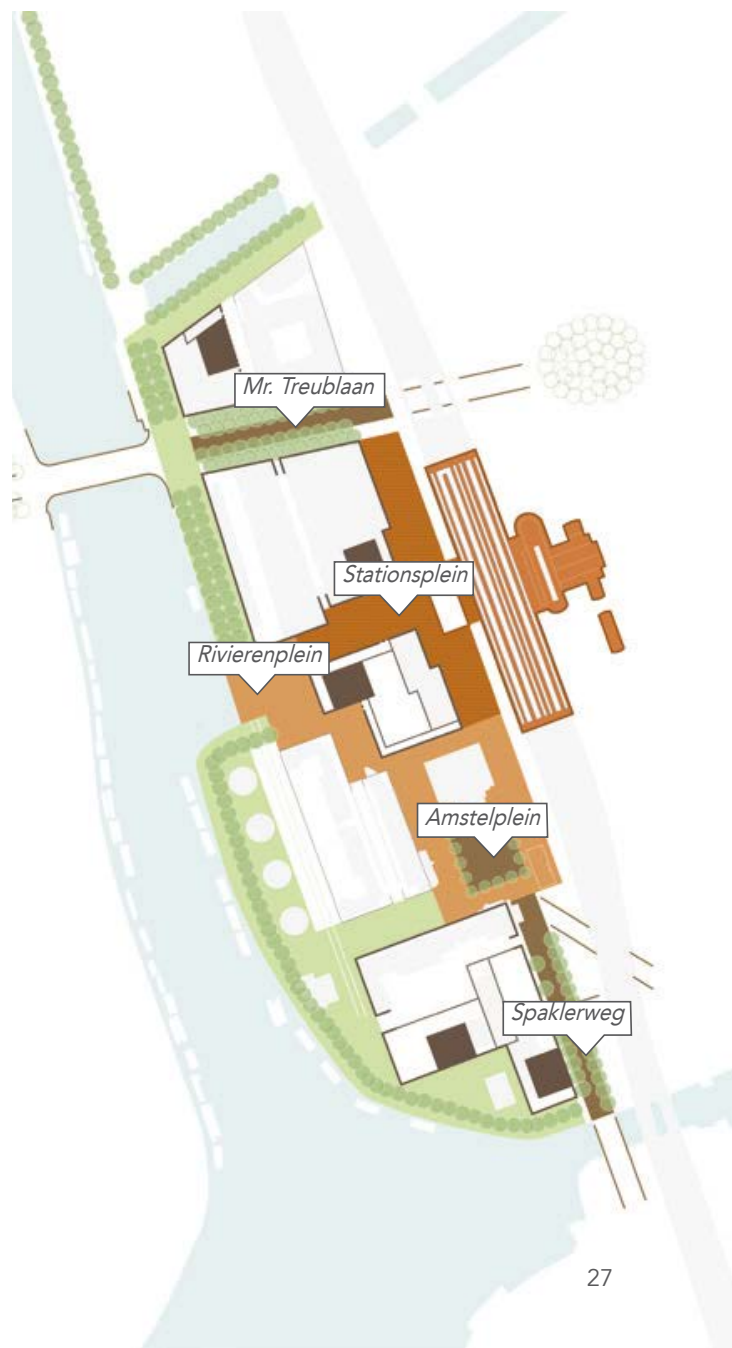 Mr. Treublaan
Stationsplein
Rivierenplein
Amstelplein
Spaklerweg
27